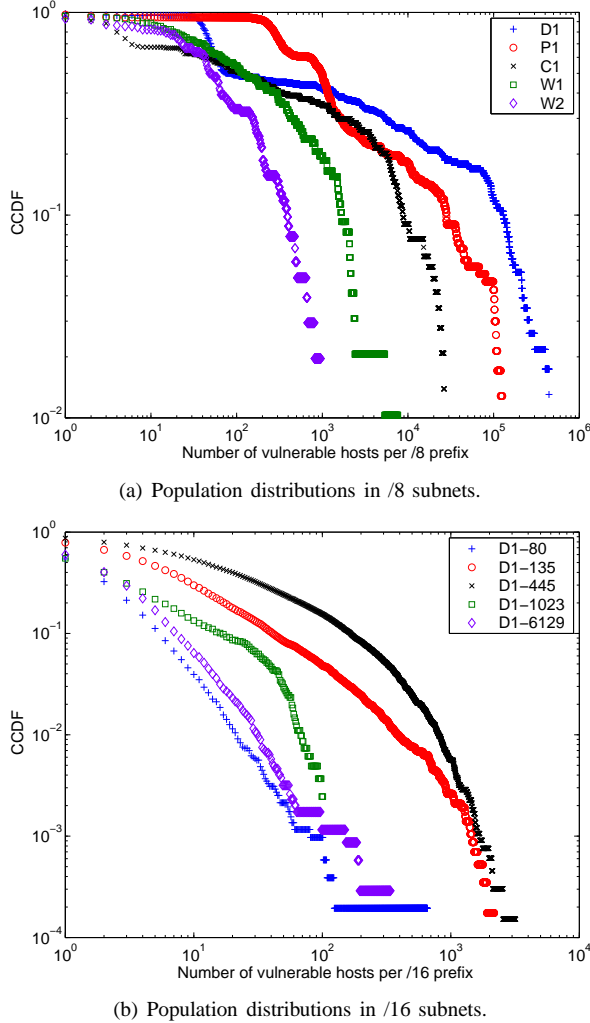 10^0
10^-1
10^-2
CCDF
D1
P1
C1
W1
W2
10^0 10^1 10^2 10^3 10^4 10^5 10^6
Number of vulnerable hosts per /8 prefix
(a) Population distributions in /8 subnets.
10^0
10^-1
10^-2
10^-3
10^-4
CCDF
D1−80
D1−135
D1−445
D1−1023
D1−6129
10^0 10^1 10^2 10^3 10^4
Number of vulnerable hosts per /16 prefix
(b) Population distributions in /16 subnets.